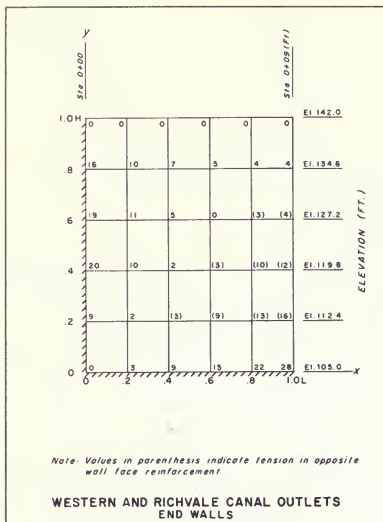 y
Sta 0+00
Sta 0+09(Ft)
1.0H 0 0 0 0 0 0 El 142.0
.8 16 10 7 5 4 4 El.134.6
.6 19 11 5 0 (3) (4) El.127.2
.4 20 10 2 (3) (10) (12) El.119.8
.2 9 2 (3) (9) (13) (16) El.112.4
0 0 3 9 15 22 28 El.105.0 x
0 .2 .4 .6 .8 1.0L
ELEVATION (FT.)
Note- Values in parenthesis indicate tension in opposite
wall face reinforcement
WESTERN AND RICHVALE CANAL OUTLETS
END WALLS